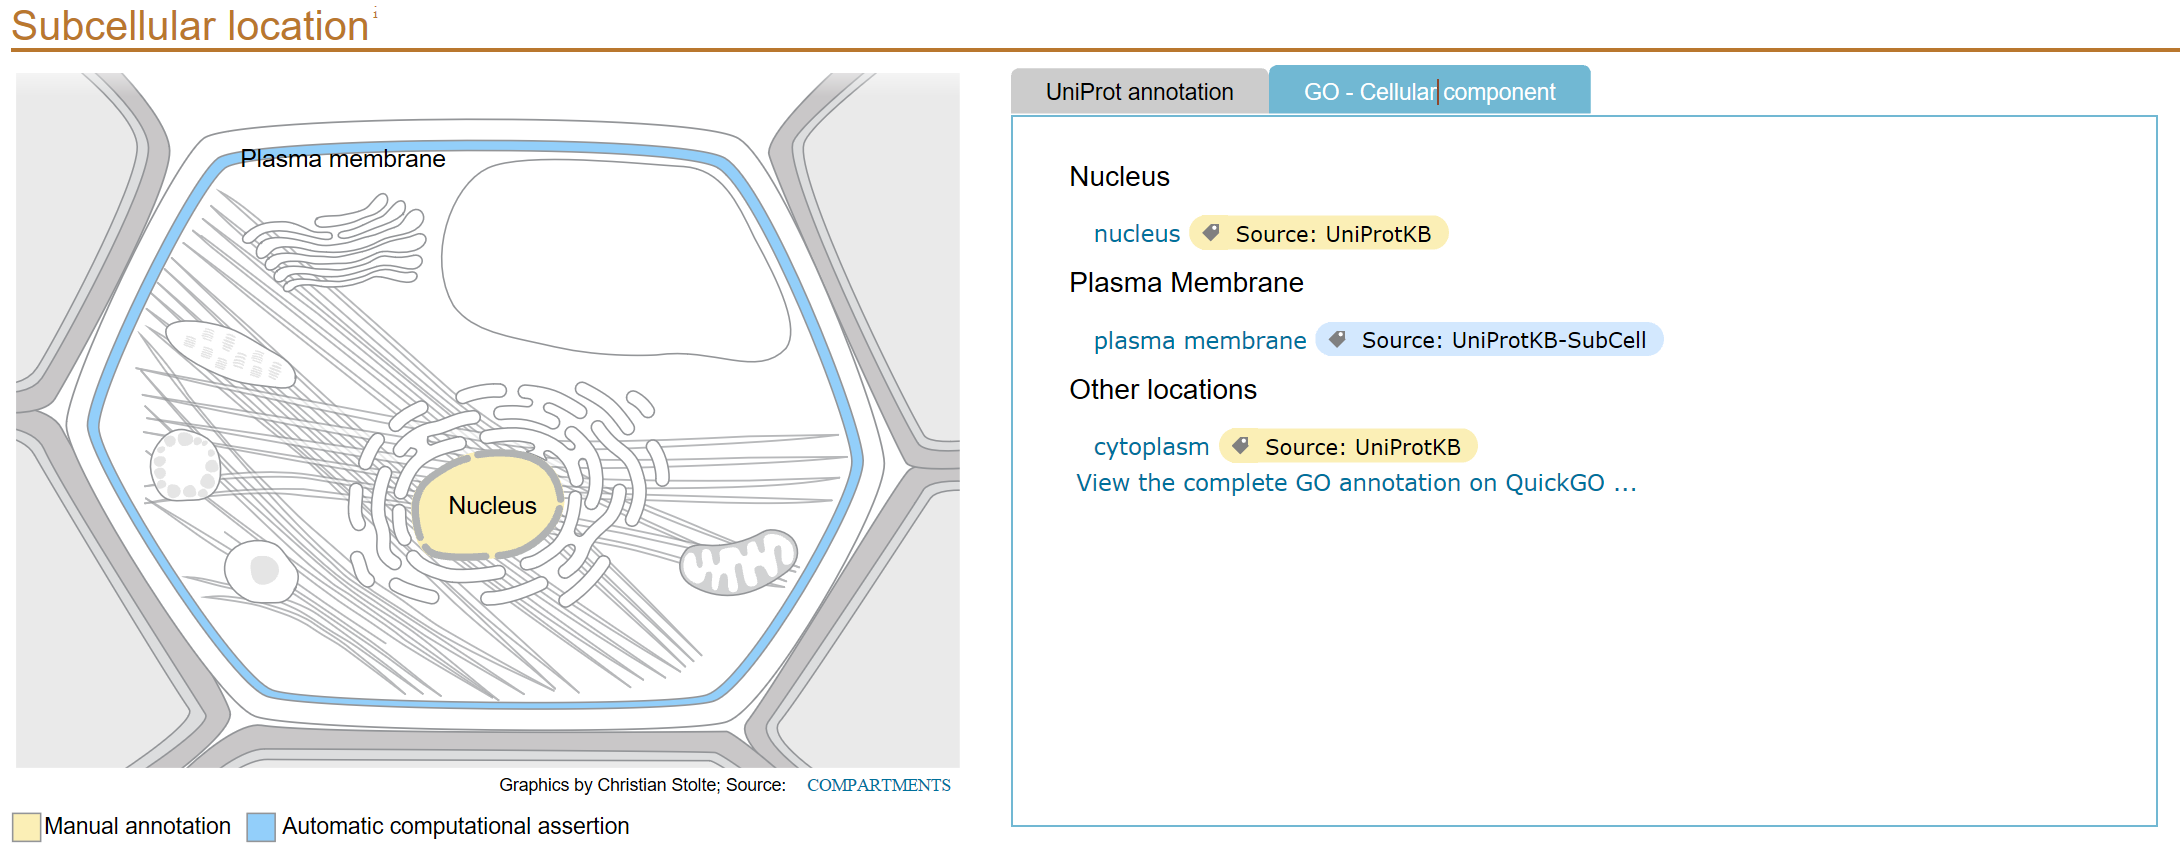 Subcellular location i
UniProt annotation
GO - Cellular component
Plasma membrane
Nucleus
Nucleus
nucleus Source: UniProtKB
Plasma Membrane
plasma membrane Source: UniProtKB-SubCell
Other locations
cytoplasm Source: UniProtKB
View the complete GO annotation on QuickGO ...
Graphics by Christian Stolte; Source: COMPARTMENTS
Manual annotation Automatic computational assertion